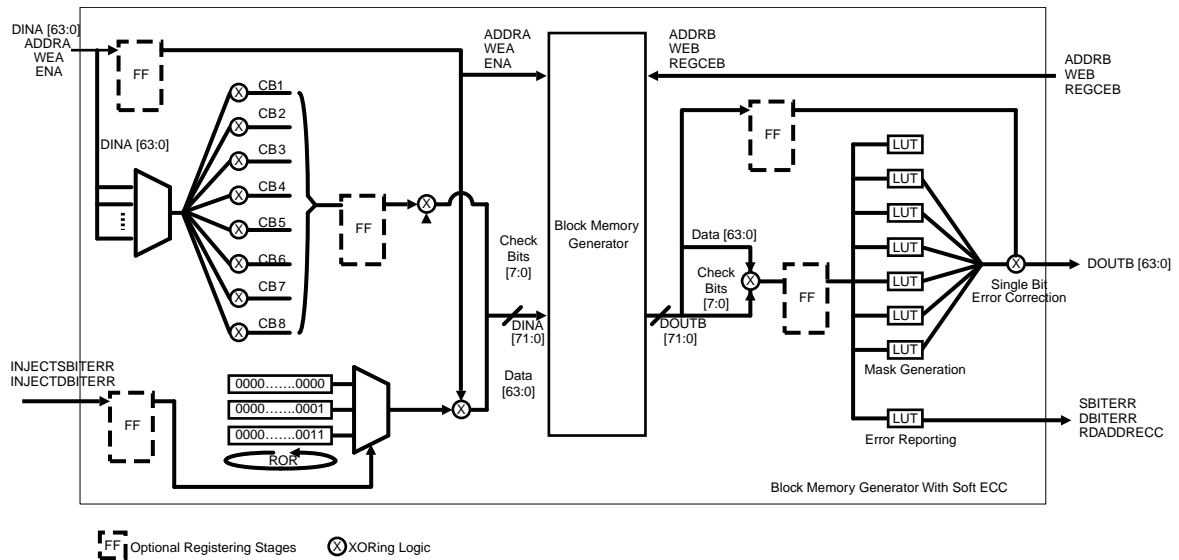 DINA [63:0]
ADDRA
WEA
ENA
FF
DINA [63:0]
X
CB1
X
CB2
X
CB3
X
CB4
X
CB5
X
CB6
X
CB7
X
CB8
FF
X
ADDRA
WEA
ENA
Check
Bits
[7:0]
DINA
[71:0]
Data
[63:0]
INJECTSBITERR
INJECTDBITERR
FF
0000.......0000
0000.......0001
0000.......0011
ROR
X
Block Memory
Generator
ADDRB
WEB
REGCEB
ADDRB
WEB
REGCEB
FF
Data [63:0]
Check
Bits
[7:0]
X
DOUTB
[71:0]
FF
LUT
LUT
LUT
LUT
LUT
LUT
LUT
Mask Generation
LUT
Error Reporting
X
Single Bit
Error Correction
DOUTB [63:0]
SBITERR
DBITERR
RDADDRECC
Block Memory Generator With Soft ECC
FF Optional Registering Stages
X XORing Logic